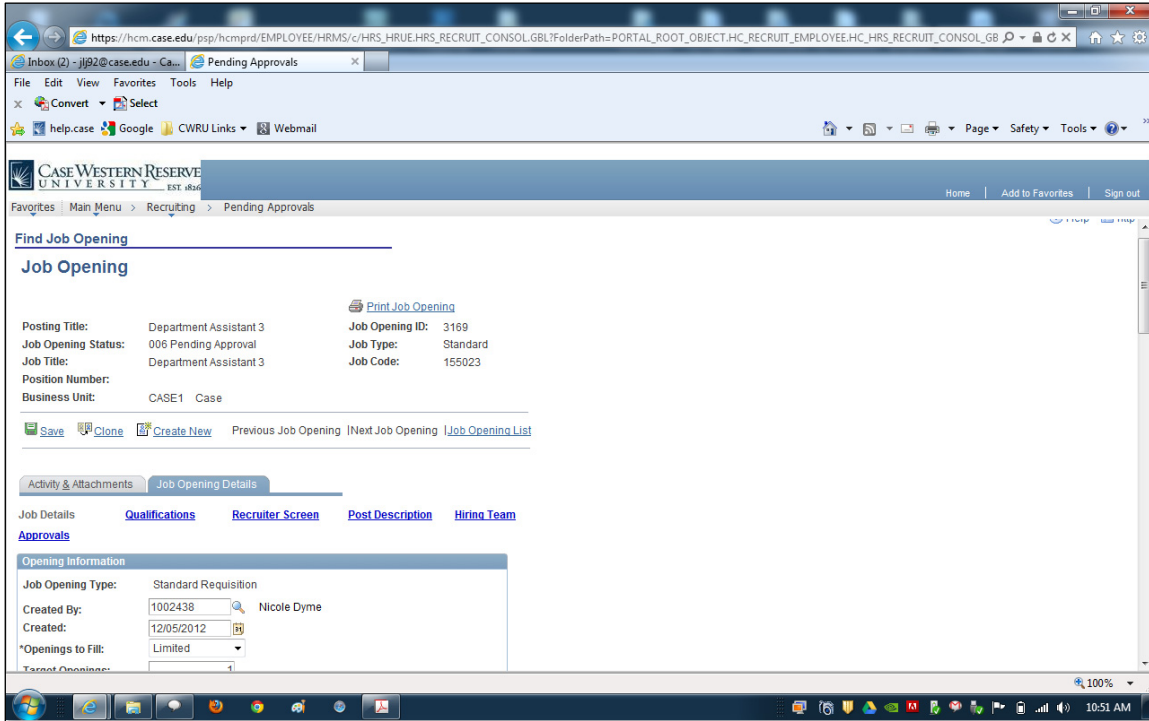 https://hcm.case.edu/psp/hcmprd/EMPLOYEE/HRMS/c/HRS_HRUE.HRS_RECRUIT_CONSOL.GBL?FolderPath=PORTAL_ROOT_OBJECT.HC_RECRUIT_EMPLOYEE.HC_HRS_RECRUIT_CONSOL_GB
Inbox (2) - jlj92@case.edu - Ca... Pending Approvals
File Edit View Favorites Tools Help
Convert Select
help.case Google CWRU Links Webmail Page Safety Tools
CASE WESTERN RESERVE
UNIVERSITY EST. 1826
Home | Add to Favorites | Sign out
Favorites Main Menu > Recruiting > Pending Approvals
Help http
Find Job Opening
Job Opening
Print Job Opening
Posting Title: Department Assistant 3 Job Opening ID: 3169
Job Opening Status: 006 Pending Approval Job Type: Standard
Job Title: Department Assistant 3 Job Code: 155023
Position Number:
Business Unit: CASE1 Case
Save Clone Create New Previous Job Opening |Next Job Opening |Job Opening List
Activity & Attachments Job Opening Details
Job Details Qualifications Recruiter Screen Post Description Hiring Team
Approvals
Opening Information
Job Opening Type: Standard Requisition
Created By: 1002438 Nicole Dyme
Created: 12/05/2012
*Openings to Fill: Limited
Target Openings: 1
100%
10:51 AM